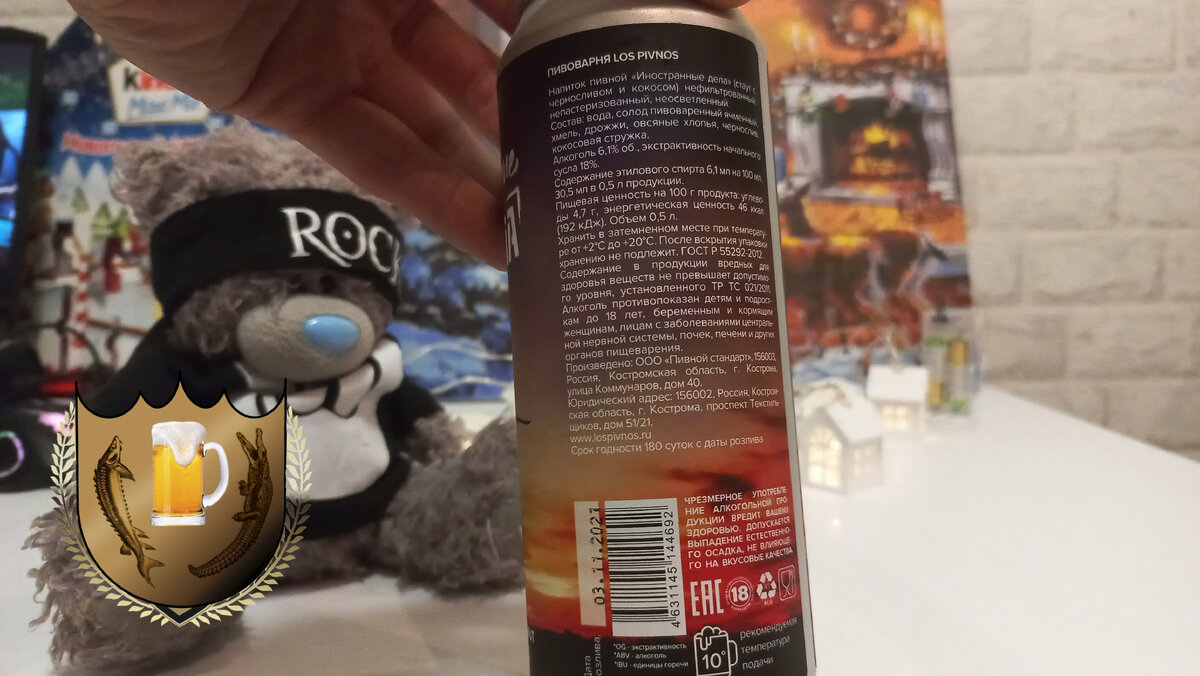 ПИВОВАРНЯ LOS PIVNOS
Напиток пивной «Иностранные дела» (стаут с
черносливом и кокосом) нефильтрованный,
непастеризованный, неосветленный.
Состав: вода, солод пивоваренный ячменный,
хмель, дрожжи, овсяные хлопья, чернослив,
кокосовая стружка.
Алкоголь 6,1% об., экстрактивность начального
сусла 18%.
Содержание этилового спирта 6,1 мл на 100 мл,
30,5 мл в 0,5 л продукции.
Пищевая ценность на 100 г продукта: углево-
ды 4,7 г, энергетическая ценность 46 ккал
(192 кДж). Объем 0,5 л.
Хранить в затемненном месте при температу-
ре от +2°С до +20°С. После вскрытия упаковки
хранению не подлежит. ГОСТ Р 55292-2012.
Содержание в продукции вредных для
здоровья веществ не превышает допустимо-
го уровня, установленного ТР ТС 021/2011.
Алкоголь противопоказан детям и подрост-
кам до 18 лет, беременным и кормящим
женщинам, лицам с заболеваниями централь-
ной нервной системы, почек, печени и других
органов пищеварения.
Произведено: ООО «Пивной стандарт», 156003,
Россия, Костромская область, г. Кострома,
улица Коммунаров, дом 40.
Юридический адрес: 156002, Россия, Костром-
ская область, г. Кострома, проспект Текстиль-
щиков, дом 51/21.
www.lospivnos.ru
Срок годности 180 суток с даты розлива
03.11.2021
4631145144692
ЧРЕЗМЕРНОЕ УПОТРЕБЛЕ-
НИЕ АЛКОГОЛЬНОЙ ПРО-
ДУКЦИИ ВРЕДИТ ВАШЕМУ
ЗДОРОВЬЮ. ДОПУСКАЕТСЯ
ВЫПАДЕНИЕ ЕСТЕСТВЕННО-
ГО ОСАДКА, НЕ ВЛИЯЮЩЕ-
ГО НА ВКУСОВЫЕ КАЧЕСТВА
EAC
18
ALU
Дата
розлива:
*OG - экстрактивность
*ABV - алкоголь
*IBU - единицы горечи
10°
рекомендуемая
температура
подачи
ROCK